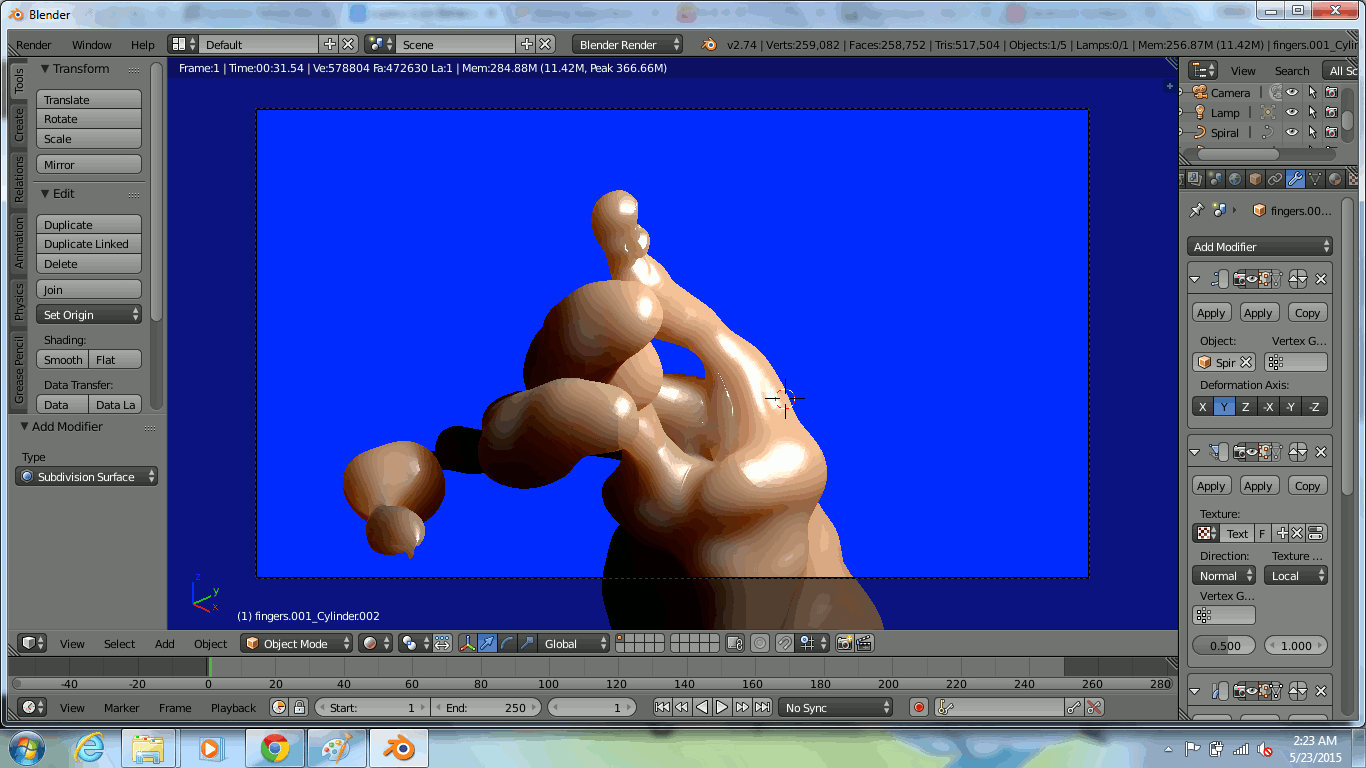 Blender
Render Window Help Default Scene Blender Render v2.74 | Verts:259,082 | Faces:258,752 | Tris:517,504 | Objects:1/5 | Lamps:0/1 | Mem:256.87M (11.42M) | fingers.001_Cylin
Frame:1 | Time:00:31.54 | Ve:578804 Fa:472630 La:1 | Mem:284.88M (11.42M, Peak 366.66M)
Tools
Create
Relations
Animation
Physics
Grease Pencil
Transform
Translate
Rotate
Scale
Mirror
Edit
Duplicate
Duplicate Linked
Delete
Join
Set Origin
Shading:
Smooth Flat
Data Transfer:
Data Data La
Add Modifier
Type
Subdivision Surface
z
y
x
(1) fingers.001_Cylinder.002
View Search All Sc
Camera
Lamp
Spiral
fingers.00...
Add Modifier
Apply Apply Copy
Object: Vertex G...
Spir
Deformation Axis:
X Y Z -X -Y -Z
Apply Apply Copy
Texture:
Text F
Direction: Texture ...
Normal Local
Vertex G...
0.500 1.000
View Select Add Object Object Mode Global
-40 -20 0 20 40 60 80 100 120 140 160 180 200 220 240 260 280
View Marker Frame Playback Start: 1 End: 250 1 No Sync
2:23 AM
5/23/2015